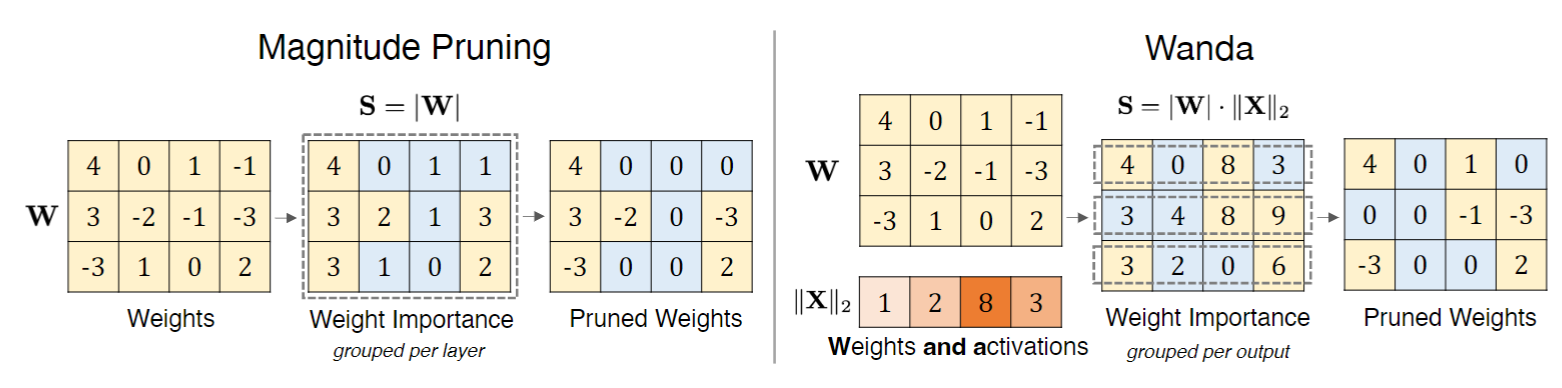 Magnitude Pruning
S = |W|
W
4 0 1 -1
3 -2 -1 -3
-3 1 0 2
Weights
4 0 1 1
3 2 1 3
3 1 0 2
Weight Importance
grouped per layer
4 0 0 0
3 -2 0 -3
-3 0 0 2
Pruned Weights
Wanda
S = |W| · ‖X‖₂
W
4 0 1 -1
3 -2 -1 -3
-3 1 0 2
‖X‖₂ 1 2 8 3
Weights and activations
4 0 8 3
3 4 8 9
3 2 0 6
Weight Importance
grouped per output
4 0 1 0
0 0 -1 -3
-3 0 0 2
Pruned Weights